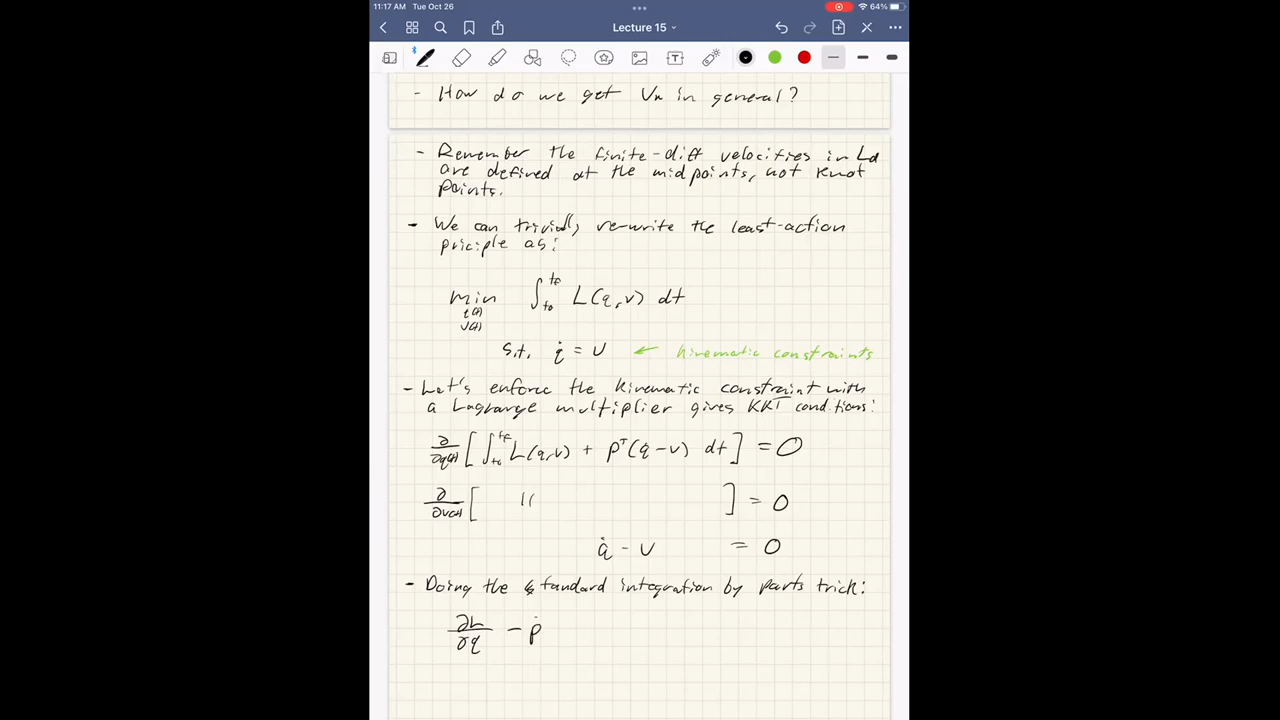 11:17 AM Tue Oct 26
64%
Lecture 15
- How do we get Vn in general?
- Remember the finite-diff velocities in Ld
are defined at the midpoints, not knot
points.
- We can trivially re-write the least-action
priciple as:
min ∫_{t0}^{tf} L(q,v) dt
q(t)
v(t)
s.t. q̇ = v ← kinematic constraints
- Let's enforce the kinematic constraint with
a Lagrange multiplier gives KKT conditions:
∂/∂q(t) [ ∫_{t0}^{tf} L(q,v) + pᵀ(q̇-v) dt ] = 0
∂/∂v(t) [ " ] = 0
q̇ - v = 0
- Doing the standard integration by parts trick:
∂L/∂q - ṗ